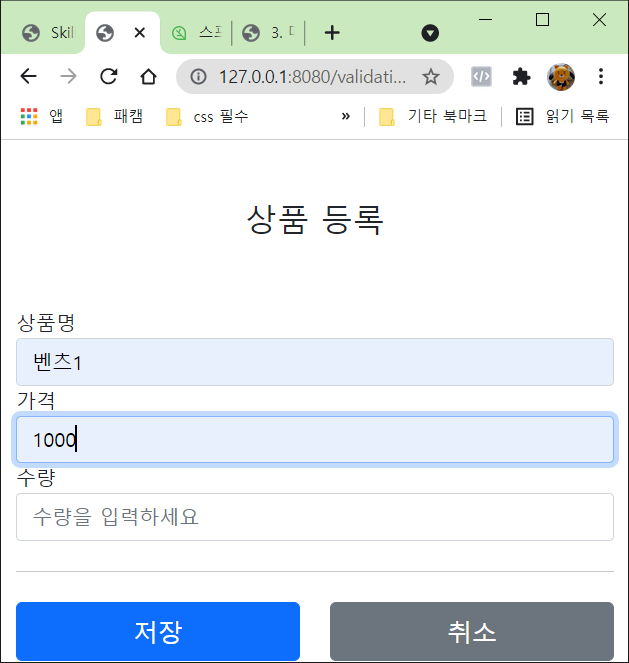 Skil
스프
3. 
127.0.0.1:8080/validati...
앱
패캠
css 필수
»
기타 북마크
읽기 목록
상품 등록
상품명
벤츠1
가격
1000
수량
수량을 입력하세요
저장
취소